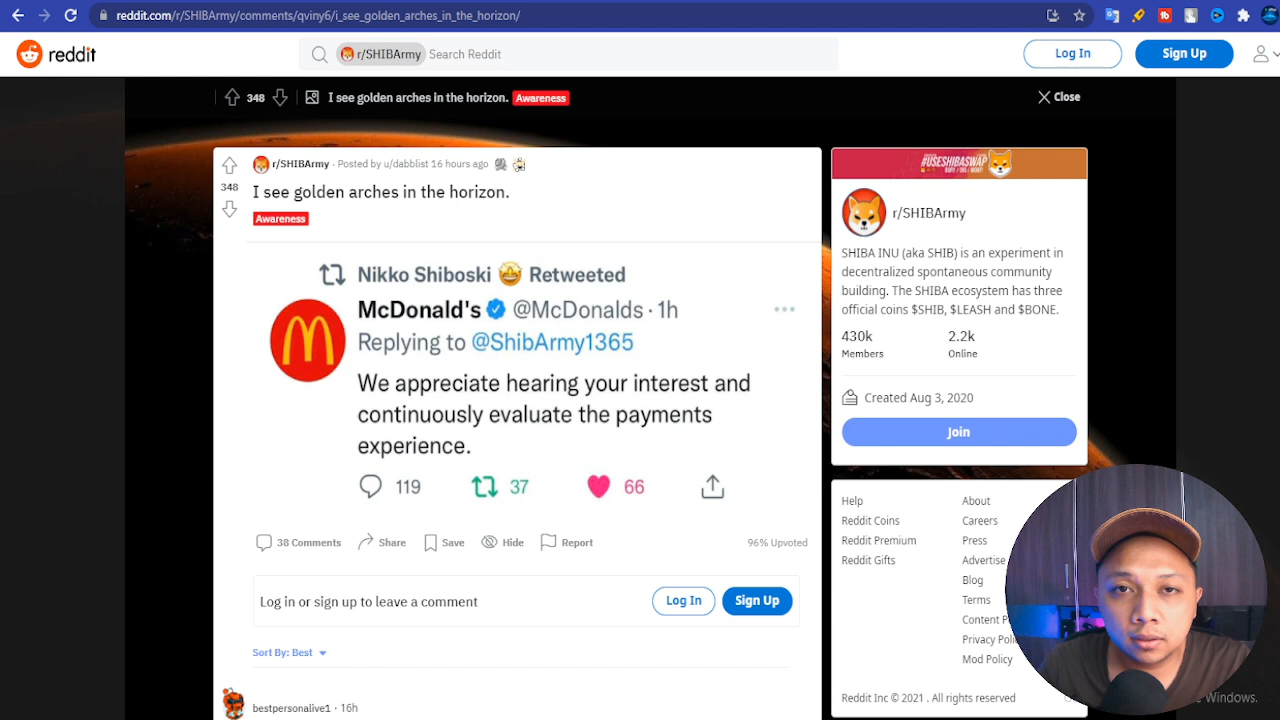 reddit.com/r/SHIBArmy/comments/qviny6/i_see_golden_arches_in_the_horizon/
reddit
r/SHIBArmy Search Reddit
Log In
Sign Up
348
I see golden arches in the horizon. Awareness
Close
r/SHIBArmy · Posted by u/dabblist 16 hours ago
348
I see golden arches in the horizon.
Awareness
Nikko Shiboski Retweeted
McDonald's @McDonalds · 1h
Replying to @ShibArmy1365
We appreciate hearing your interest and
continuously evaluate the payments
experience.
119 37 66
38 Comments Share Save Hide Report 96% Upvoted
Log in or sign up to leave a comment Log In Sign Up
Sort By: Best
bestpersonalive1 · 16h
#USESHIBASWAP
r/SHIBArmy
SHIBA INU (aka SHIB) is an experiment in
decentralized spontaneous community
building. The SHIBA ecosystem has three
official coins $SHIB, $LEASH and $BONE.
430k 2.2k
Members Online
Created Aug 3, 2020
Join
Help About
Reddit Coins Careers
Reddit Premium Press
Reddit Gifts Advertise
Blog
Terms
Content
Privacy
Mod Policy
Reddit Inc © 2021 . All rights reserved
Windows.